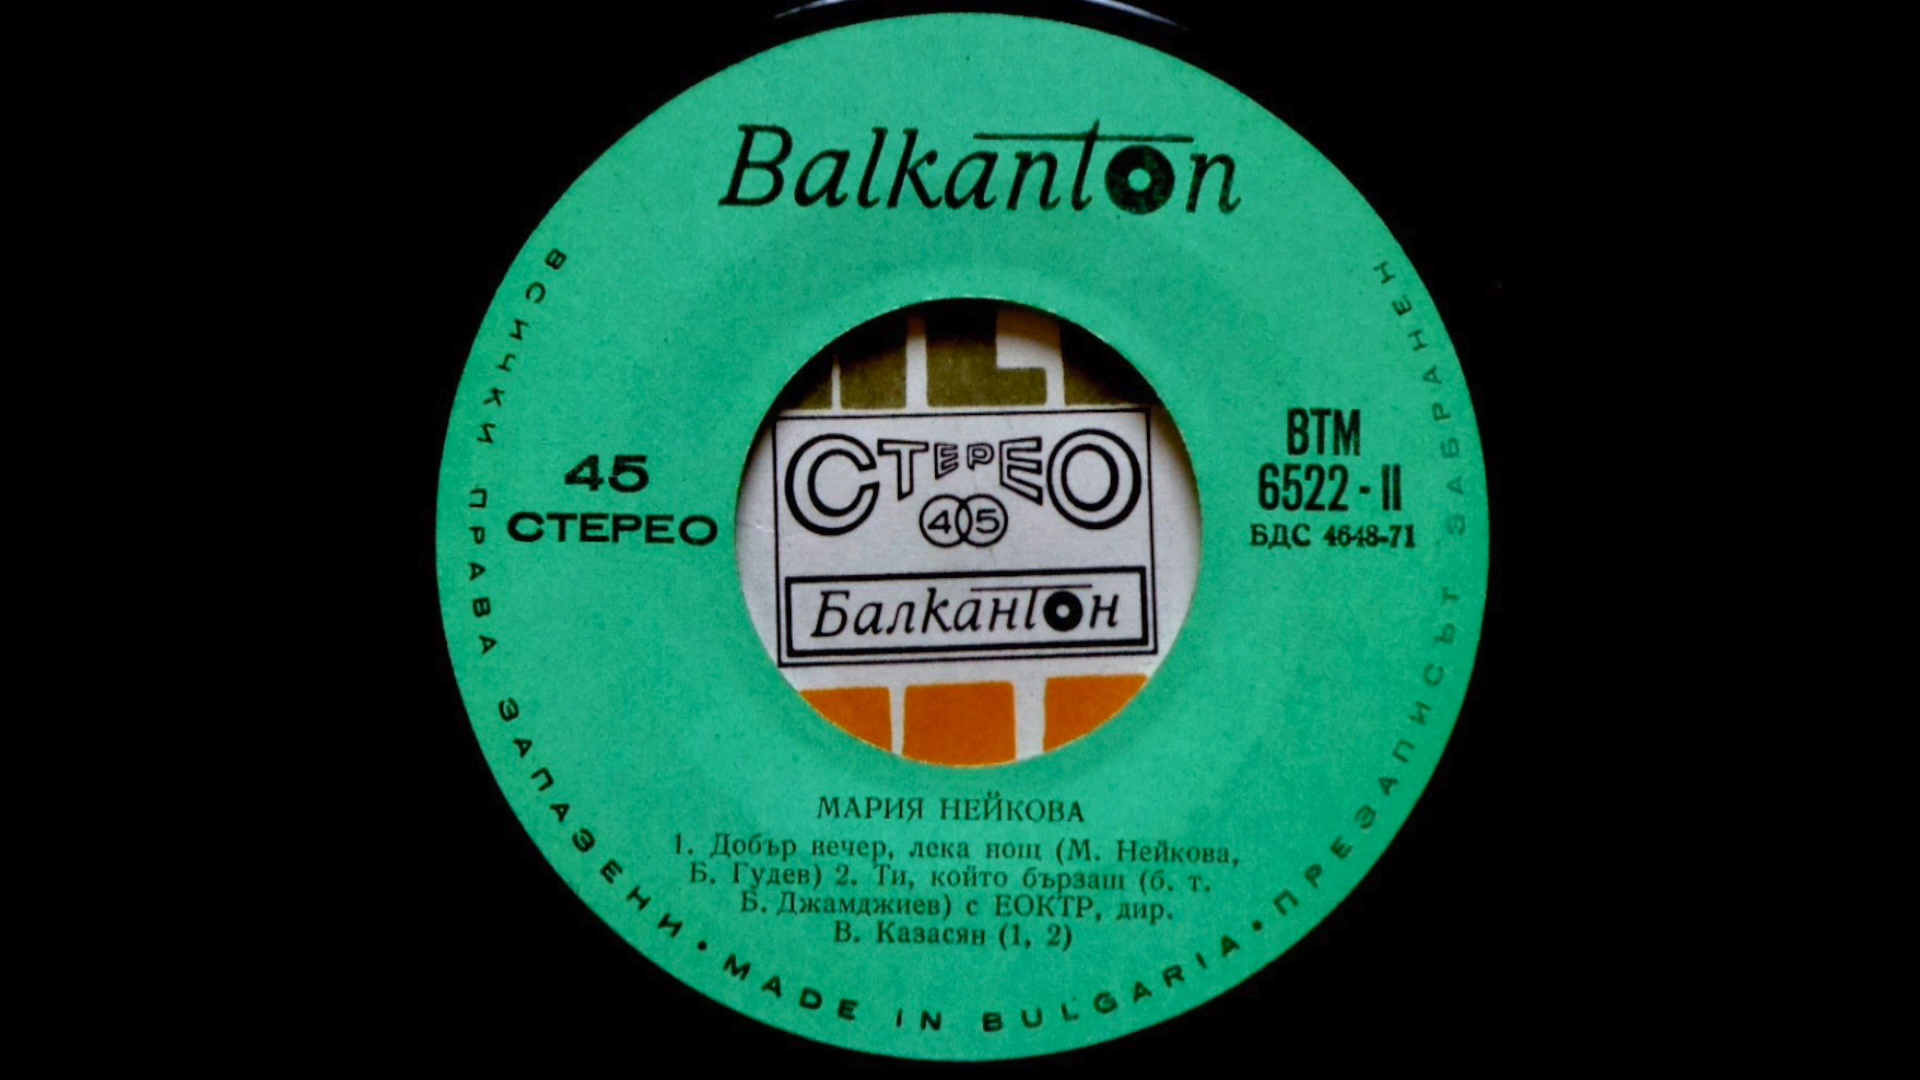 Balkanton
ВСИЧКИ ПРАВА ЗАПАЗЕНИ • MADE IN BULGARIA • ПРЕЗАПИСЪТ ЗАБРАНЕН
45
СТЕРЕО
ВТМ
6522 - II
БДС 4648-71
СТЕРЕО
45
Балкантон
МАРИЯ НЕЙКОВА
1. Добър вечер, лека нощ (М. Нейкова,
Б. Гудев) 2. Ти, който бързаш (б. т.
Б. Джамджиев) с ЕОКТР, дир.
В. Казасян (1, 2)